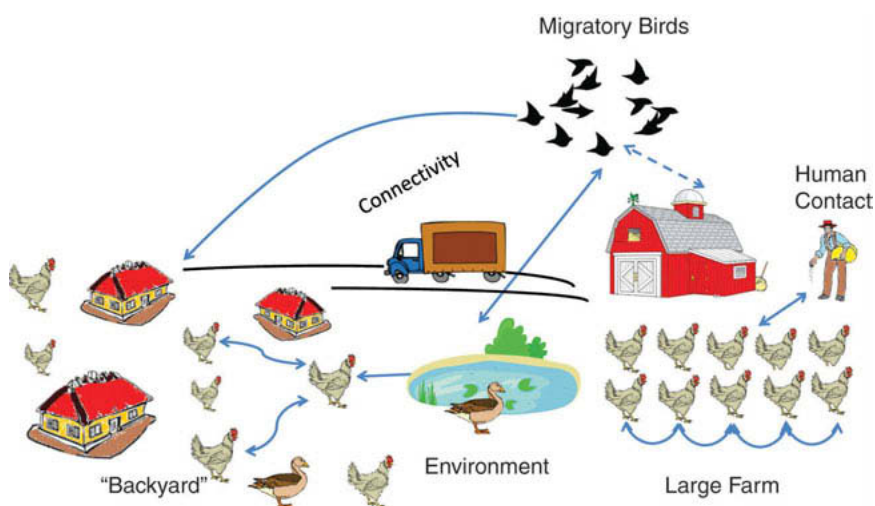 Migratory Birds
Connectivity
Human
Contact
"Backyard"
Environment
Large Farm